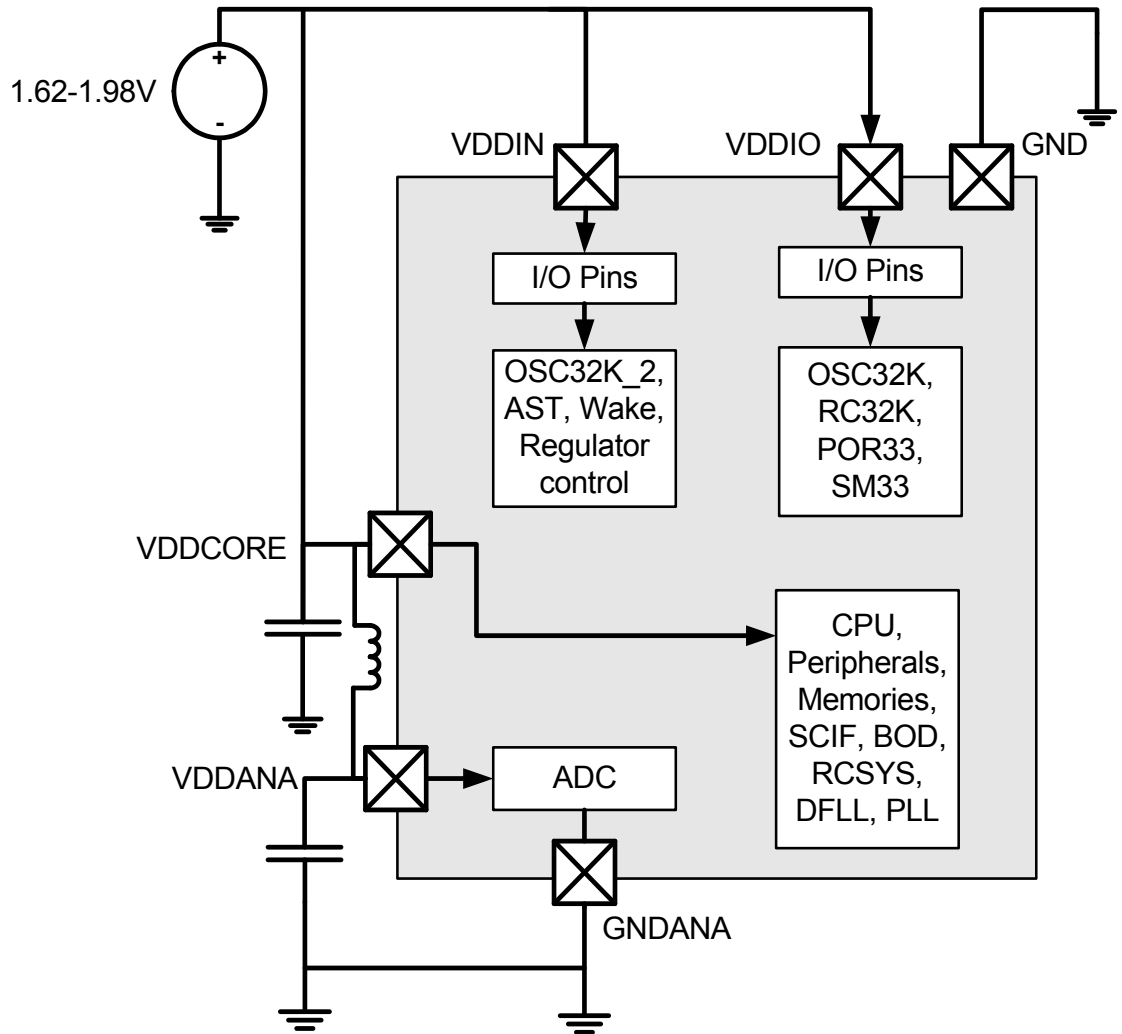 +
1.62-1.98V
-
VDDIN
VDDIO
GND
I/O Pins
I/O Pins
OSC32K_2,
AST, Wake,
Regulator
control
OSC32K,
RC32K,
POR33,
SM33
VDDCORE
CPU,
Peripherals,
Memories,
SCIF, BOD,
RCSYS,
DFLL, PLL
VDDANA
ADC
GNDANA